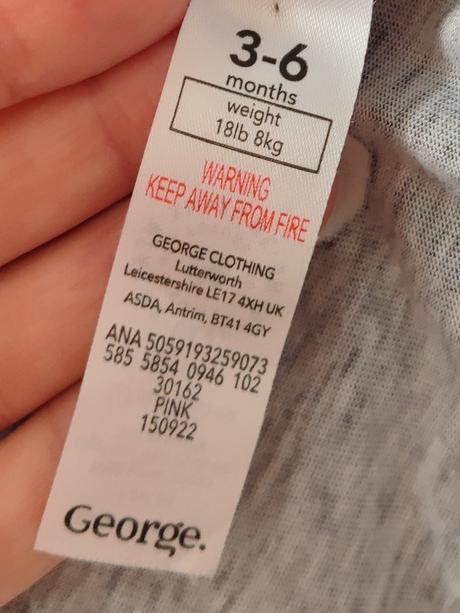 3-6
months
weight
18lb 8kg
WARNING
KEEP AWAY FROM FIRE
GEORGE CLOTHING
Lutterworth
Leicestershire LE17 4XH UK
ASDA, Antrim, BT41 4GY
ANA 5059193259073
585 5854 0946 102
30162
PINK
150922
George.